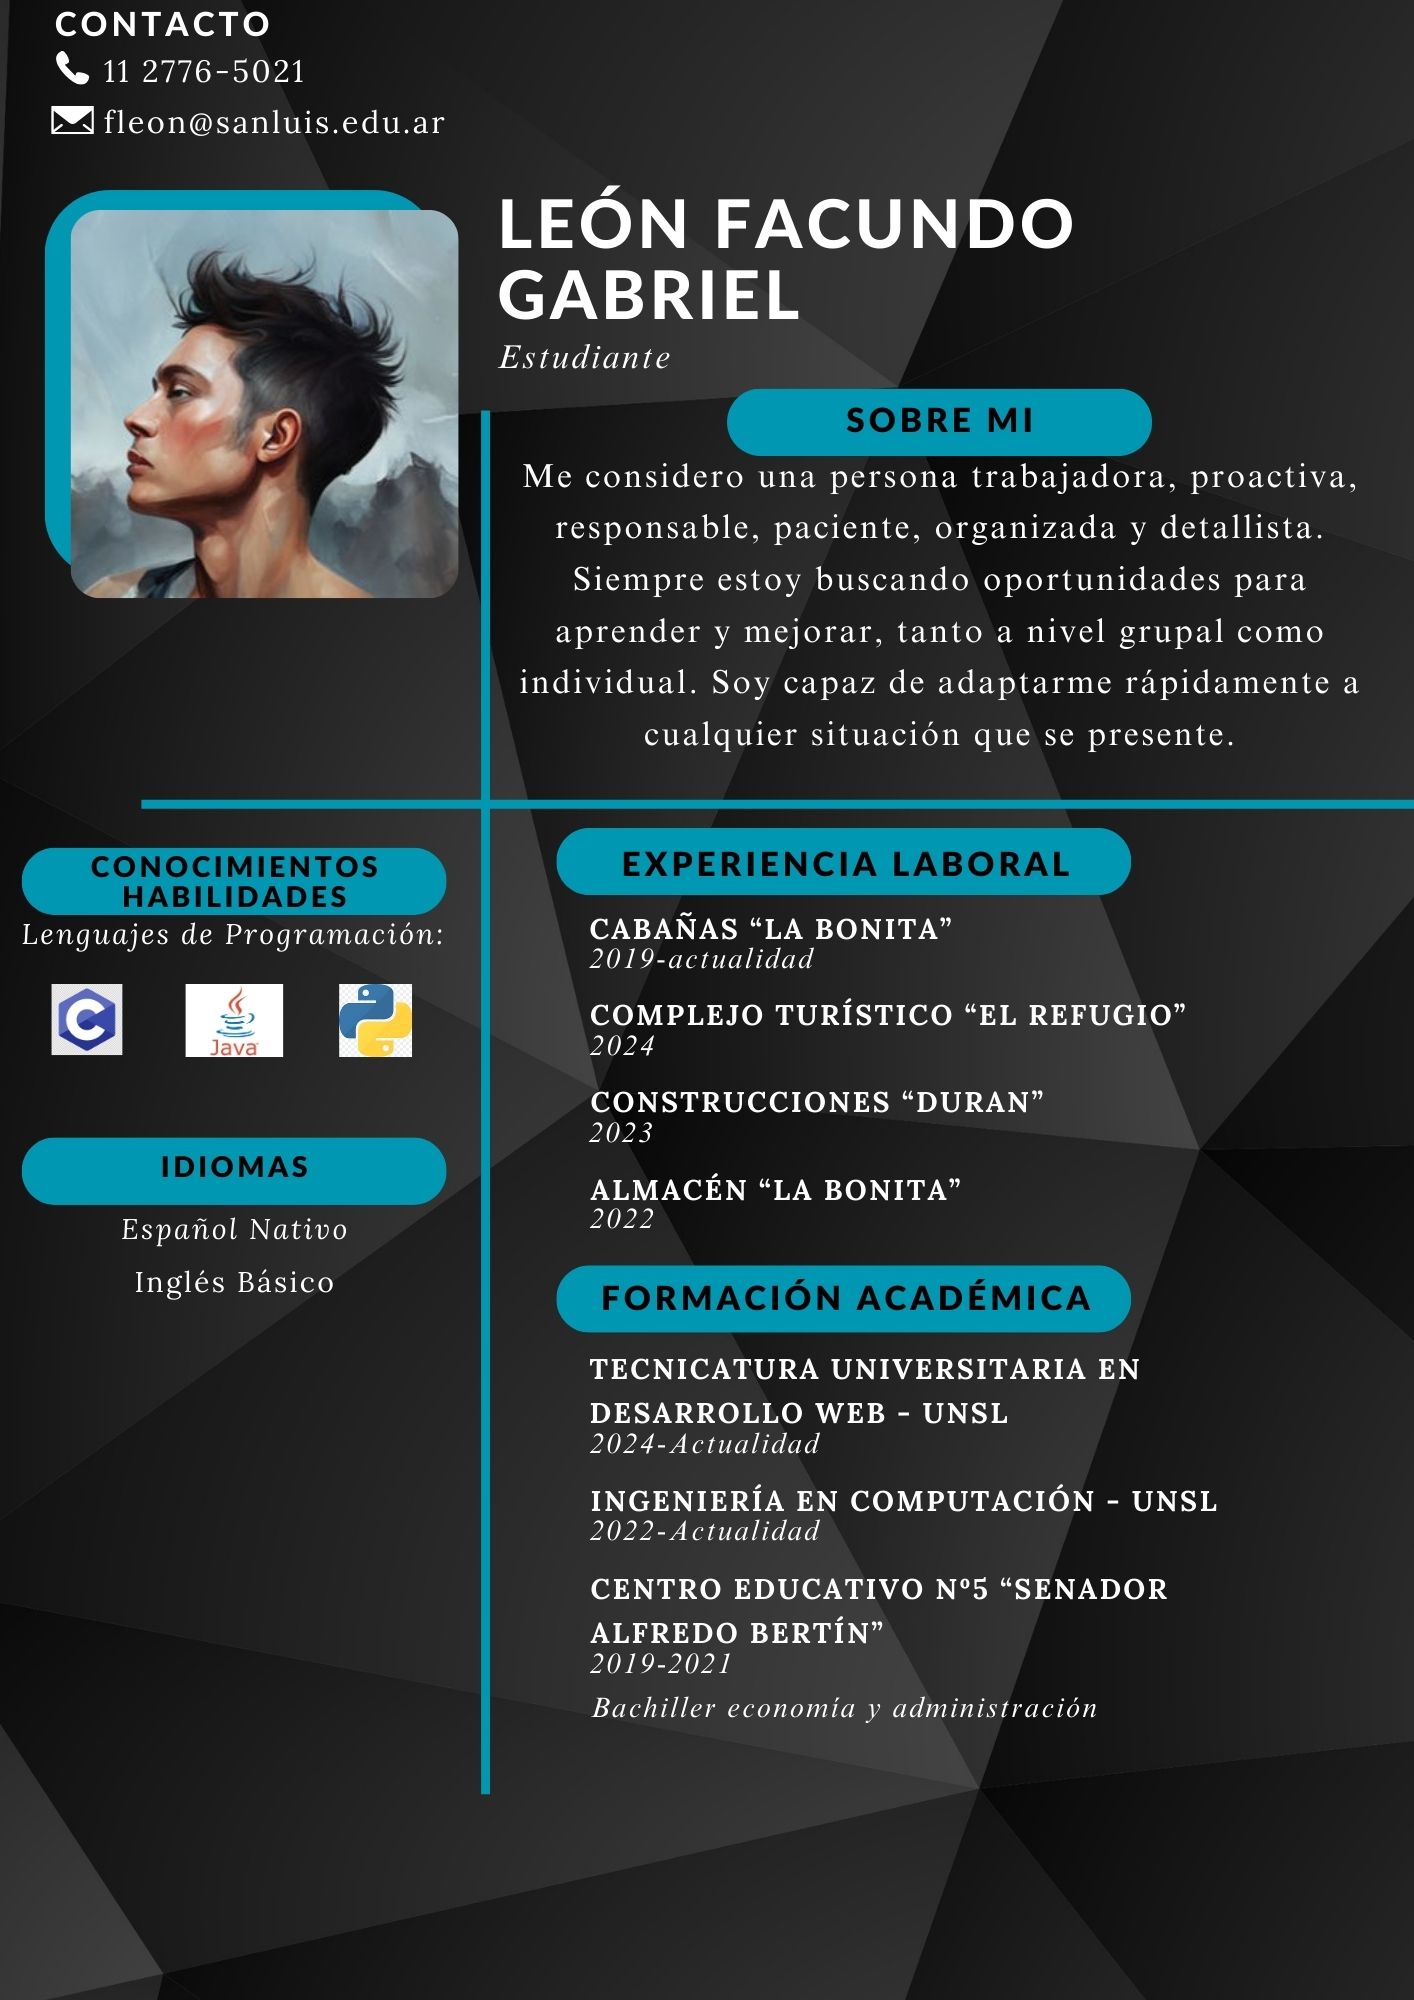 CONTACTO
11 2776-5021
fleon@sanluis.edu.ar
LEÓN FACUNDO
GABRIEL
Estudiante
SOBRE MI
Me considero una persona trabajadora, proactiva,
responsable, paciente, organizada y detallista.
Siempre estoy buscando oportunidades para
aprender y mejorar, tanto a nivel grupal como
individual. Soy capaz de adaptarme rápidamente a
cualquier situación que se presente.
CONOCIMIENTOS
HABILIDADES
Lenguajes de Programación:
C
Java
IDIOMAS
Español Nativo
Inglés Básico
EXPERIENCIA LABORAL
CABAÑAS “LA BONITA”
2019-actualidad
COMPLEJO TURÍSTICO “EL REFUGIO”
2024
CONSTRUCCIONES “DURAN”
2023
ALMACÉN “LA BONITA”
2022
FORMACIÓN ACADÉMICA
TECNICATURA UNIVERSITARIA EN
DESARROLLO WEB - UNSL
2024-Actualidad
INGENIERÍA EN COMPUTACIÓN - UNSL
2022-Actualidad
CENTRO EDUCATIVO Nº5 “SENADOR
ALFREDO BERTÍN”
2019-2021
Bachiller economía y administración